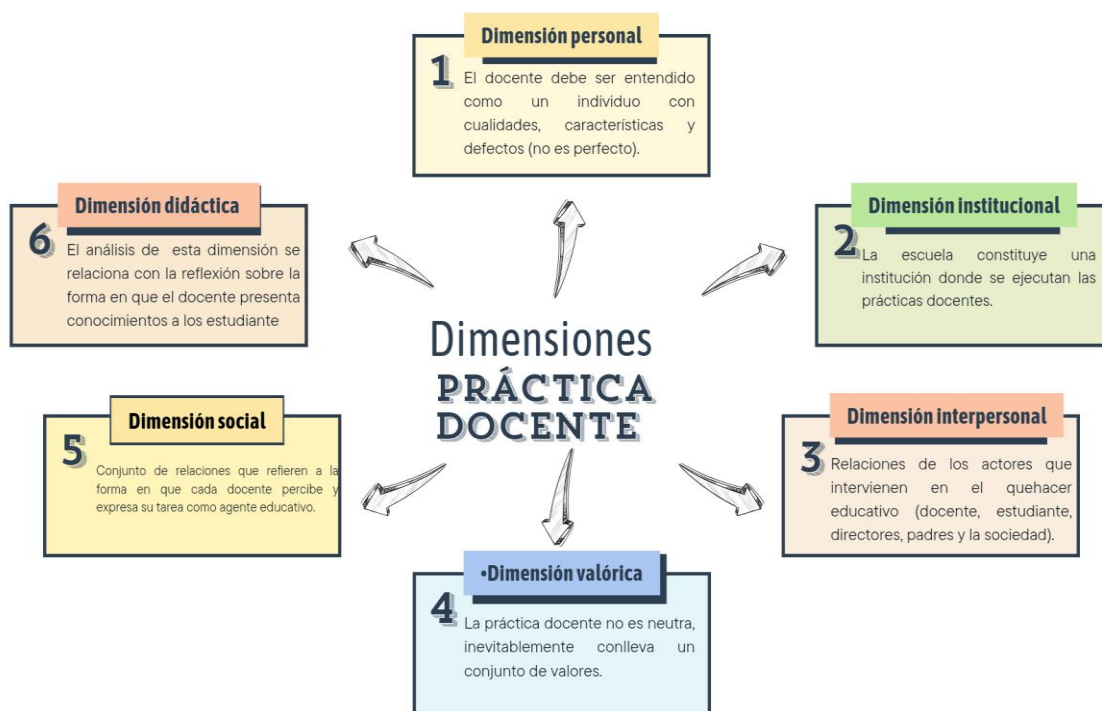 Dimensión personal
1
El docente debe ser entendido
como un individuo con
cualidades, características y
defectos (no es perfecto).
Dimensión institucional
2
La escuela constituye una
institución donde se ejecutan las
prácticas docentes.
Dimensión interpersonal
3
Relaciones de los actores que
intervienen en el quehacer
educativo (docente, estudiante,
directores, padres y la sociedad).
•Dimensión valórica
4
La práctica docente no es neutra,
inevitablemente conlleva un
conjunto de valores.
Dimensión social
5
Conjunto de relaciones que refieren a la
forma en que cada docente percibe y
expresa su tarea como agente educativo.
Dimensión didáctica
6
El análisis de esta dimensión se
relaciona con la reflexión sobre la
forma en que el docente presenta
conocimientos a los estudiante
Dimensiones
PRÁCTICA
DOCENTE